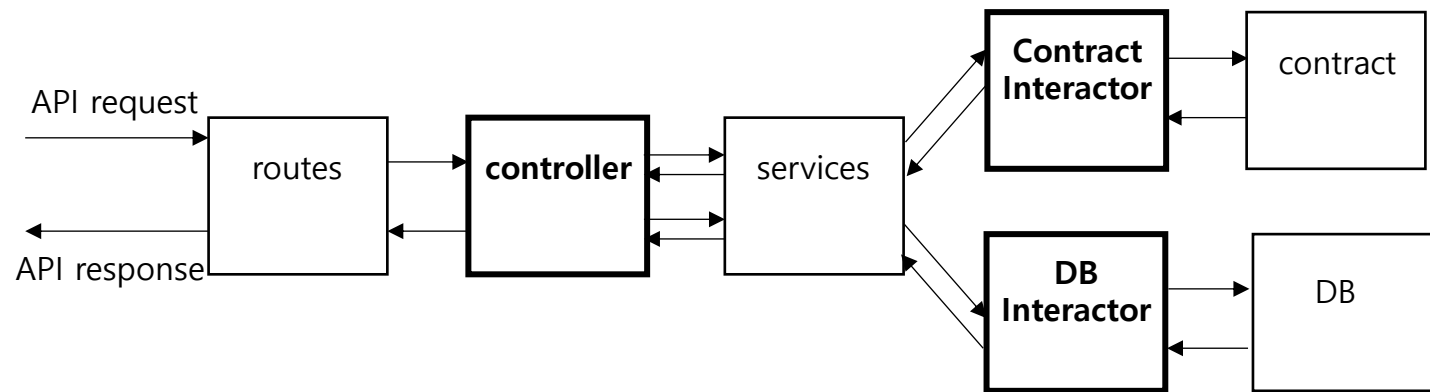 API request
API response
routes
controller
services
Contract
Interactor
contract
DB
Interactor
DB